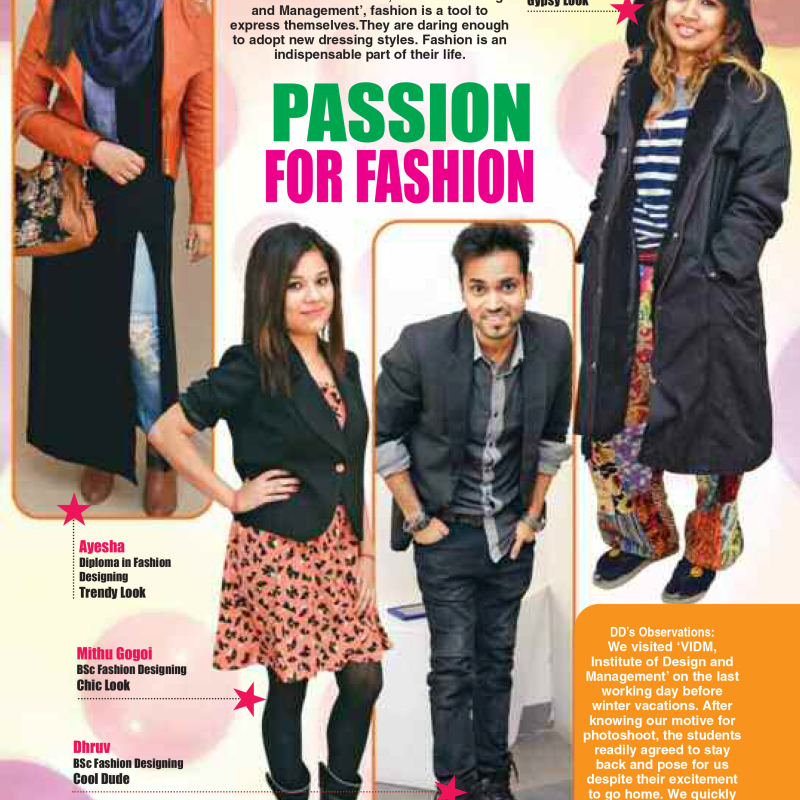 and Management', fashion is a tool to
express themselves.They are daring enough
to adopt new dressing styles. Fashion is an
indispensable part of their life.
Gypsy Look
PASSION
FOR FASHION
Ayesha
Diploma in Fashion
Designing
Trendy Look
Mithu Gogoi
BSc Fashion Designing
Chic Look
Dhruv
BSc Fashion Designing
Cool Dude
DD's Observations:
We visited 'VIDM,
Institute of Design and
Management' on the last
working day before
winter vacations. After
knowing our motive for
photoshoot, the students
readily agreed to stay
back and pose for us
despite their excitement
to go home. We quickly